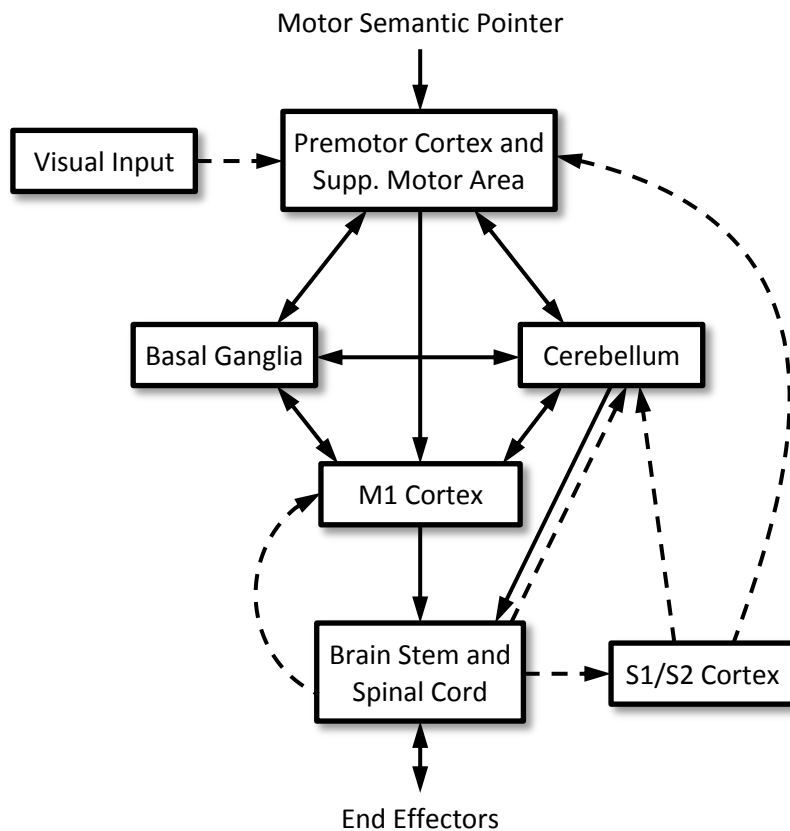 Motor Semantic Pointer
Visual Input
Premotor Cortex and
Supp. Motor Area
Basal Ganglia
Cerebellum
M1 Cortex
Brain Stem and
Spinal Cord
S1/S2 Cortex
End Effectors